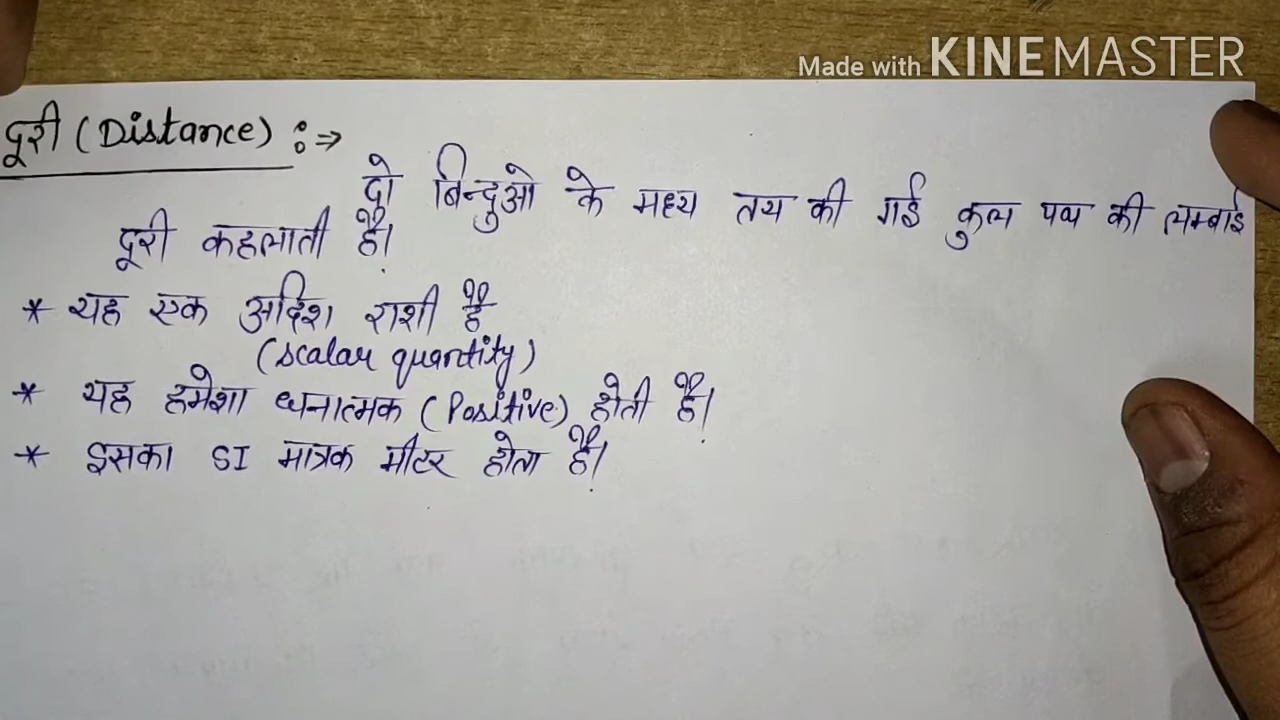 Made with KINEMASTER
दूरी (Distance) :⇒
दो बिन्दुओ के मध्य तय की गई कुल पथ की लम्बाई
दूरी कहलाती है।
* यह एक अदिश राशी है
(scalar quantity)
* यह हमेशा धनात्मक (Positive) होती है।
* इसका SI मात्रक मीटर होता है।